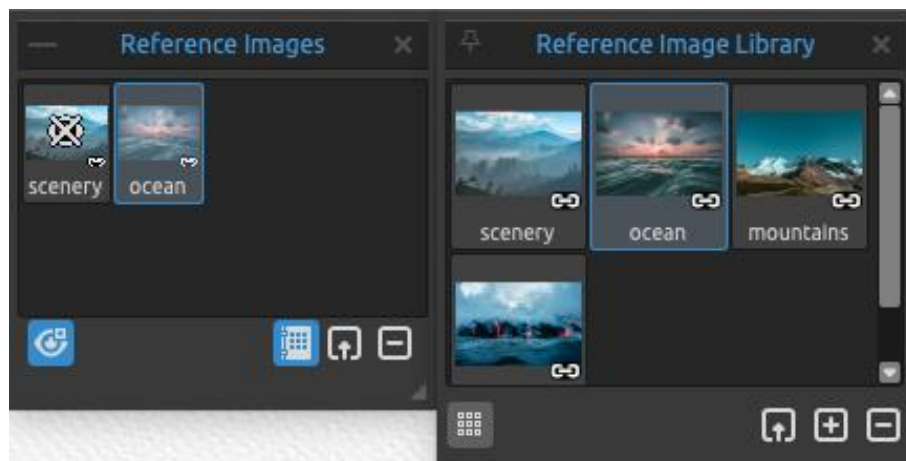 Reference Images
Reference Image Library
scenery
ocean
scenery
ocean
mountains